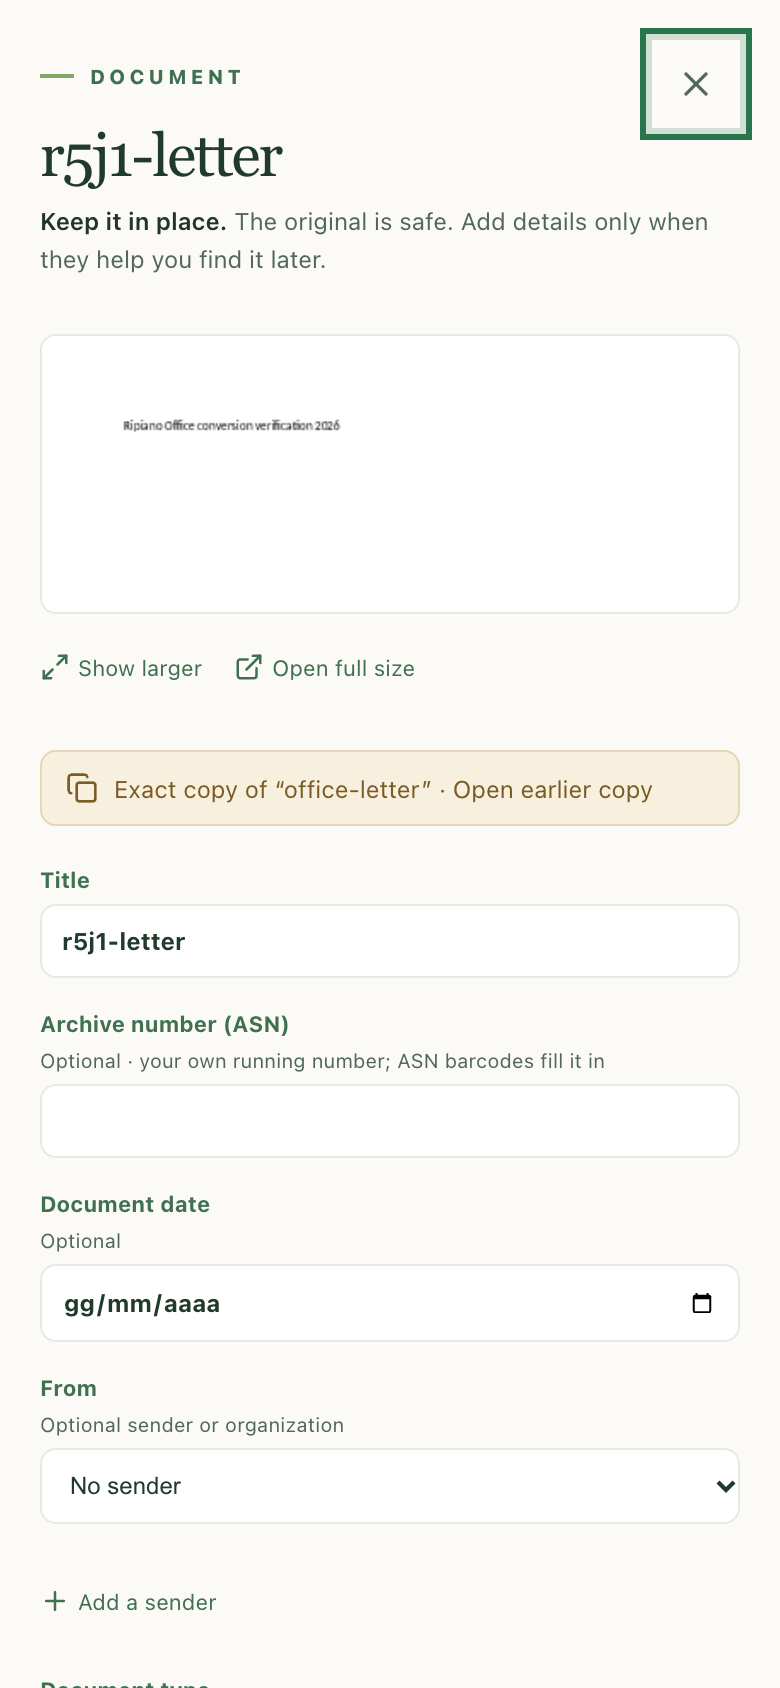 DOCUMENT
r5j1-letter
Keep it in place. The original is safe. Add details only when
they help you find it later.
Ripiano Office conversion verification 2026
Show larger
Open full size
Exact copy of “office-letter” · Open earlier copy
Title
r5j1-letter
Archive number (ASN)
Optional · your own running number; ASN barcodes fill it in
Document date
Optional
gg/mm/aaaa
From
Optional sender or organization
No sender
Add a sender
Document type